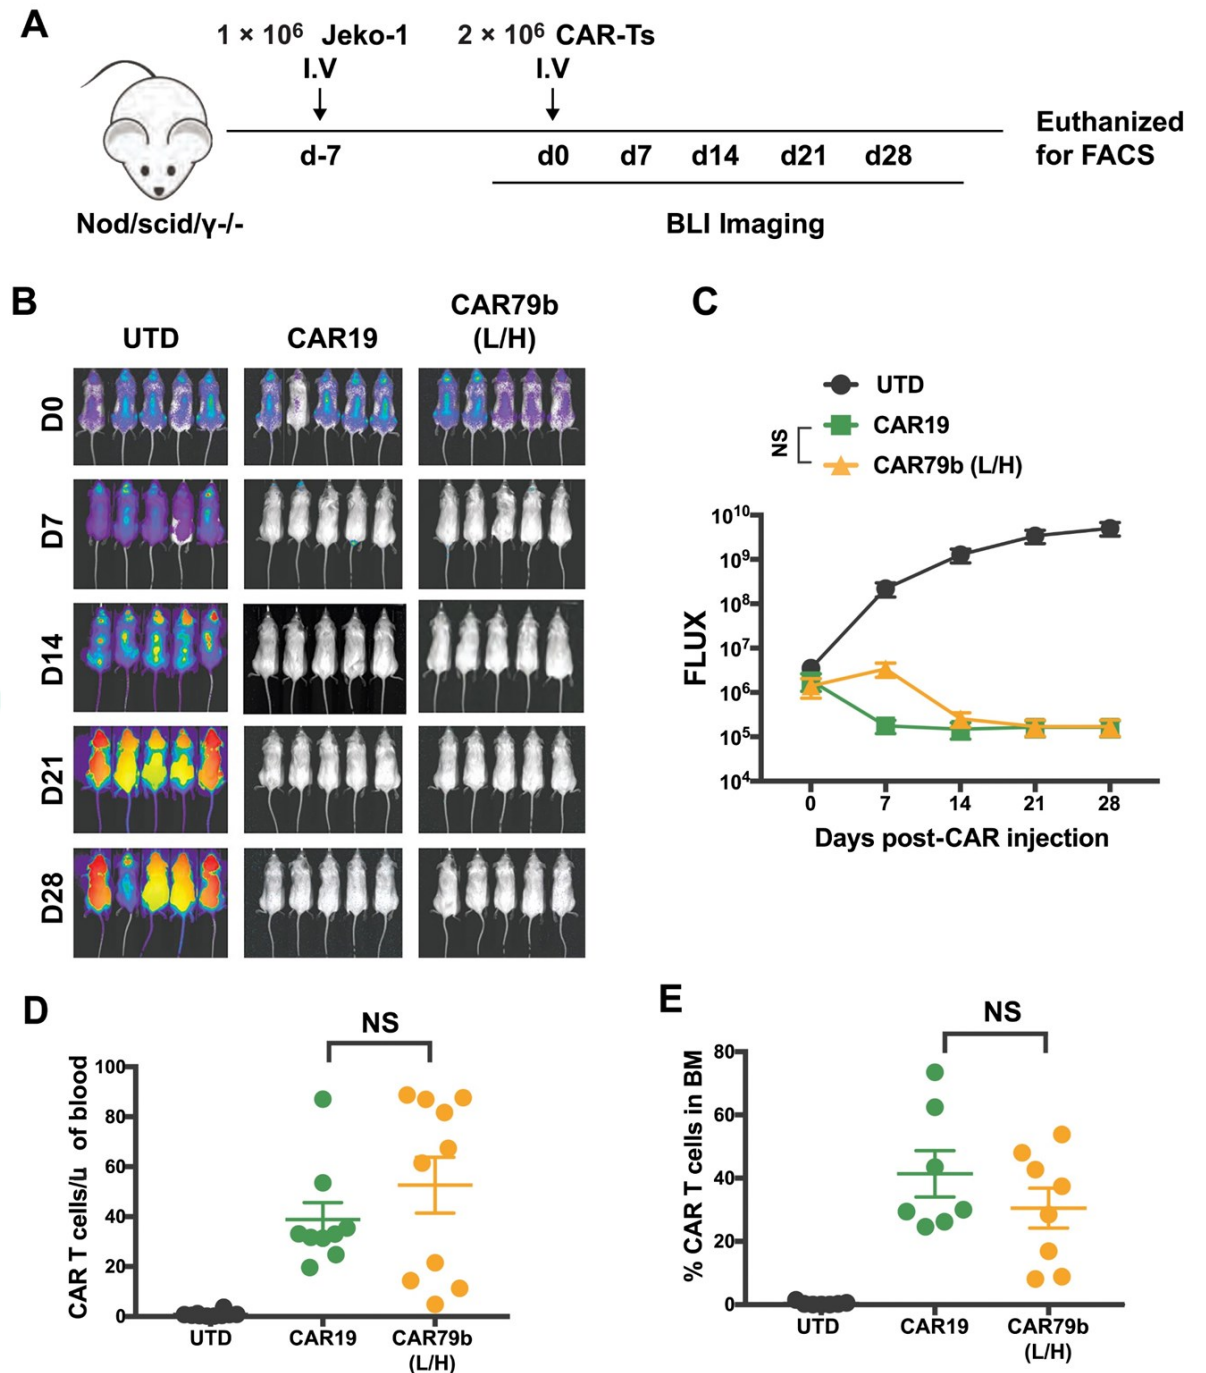 A
1 × 10⁶ Jeko-1
I.V
2 × 10⁶ CAR-Ts
I.V
d-7
d0 d7 d14 d21 d28
Euthanized
for FACS
Nod/scid/γ-/-
BLI Imaging
B
UTD
CAR19
CAR79b
(L/H)
D0
D7
D14
D21
D28
C
UTD
CAR19
CAR79b (L/H)
NS
FLUX
10¹⁰
10⁹
10⁸
10⁷
10⁶
10⁵
10⁴
0 7 14 21 28
Days post-CAR injection
D
NS
CAR T cells/u of blood
100
80
60
40
20
0
UTD
CAR19
CAR79b
(L/H)
E
NS
% CAR T cells in BM
80
60
40
20
0
UTD
CAR19
CAR79b
(L/H)